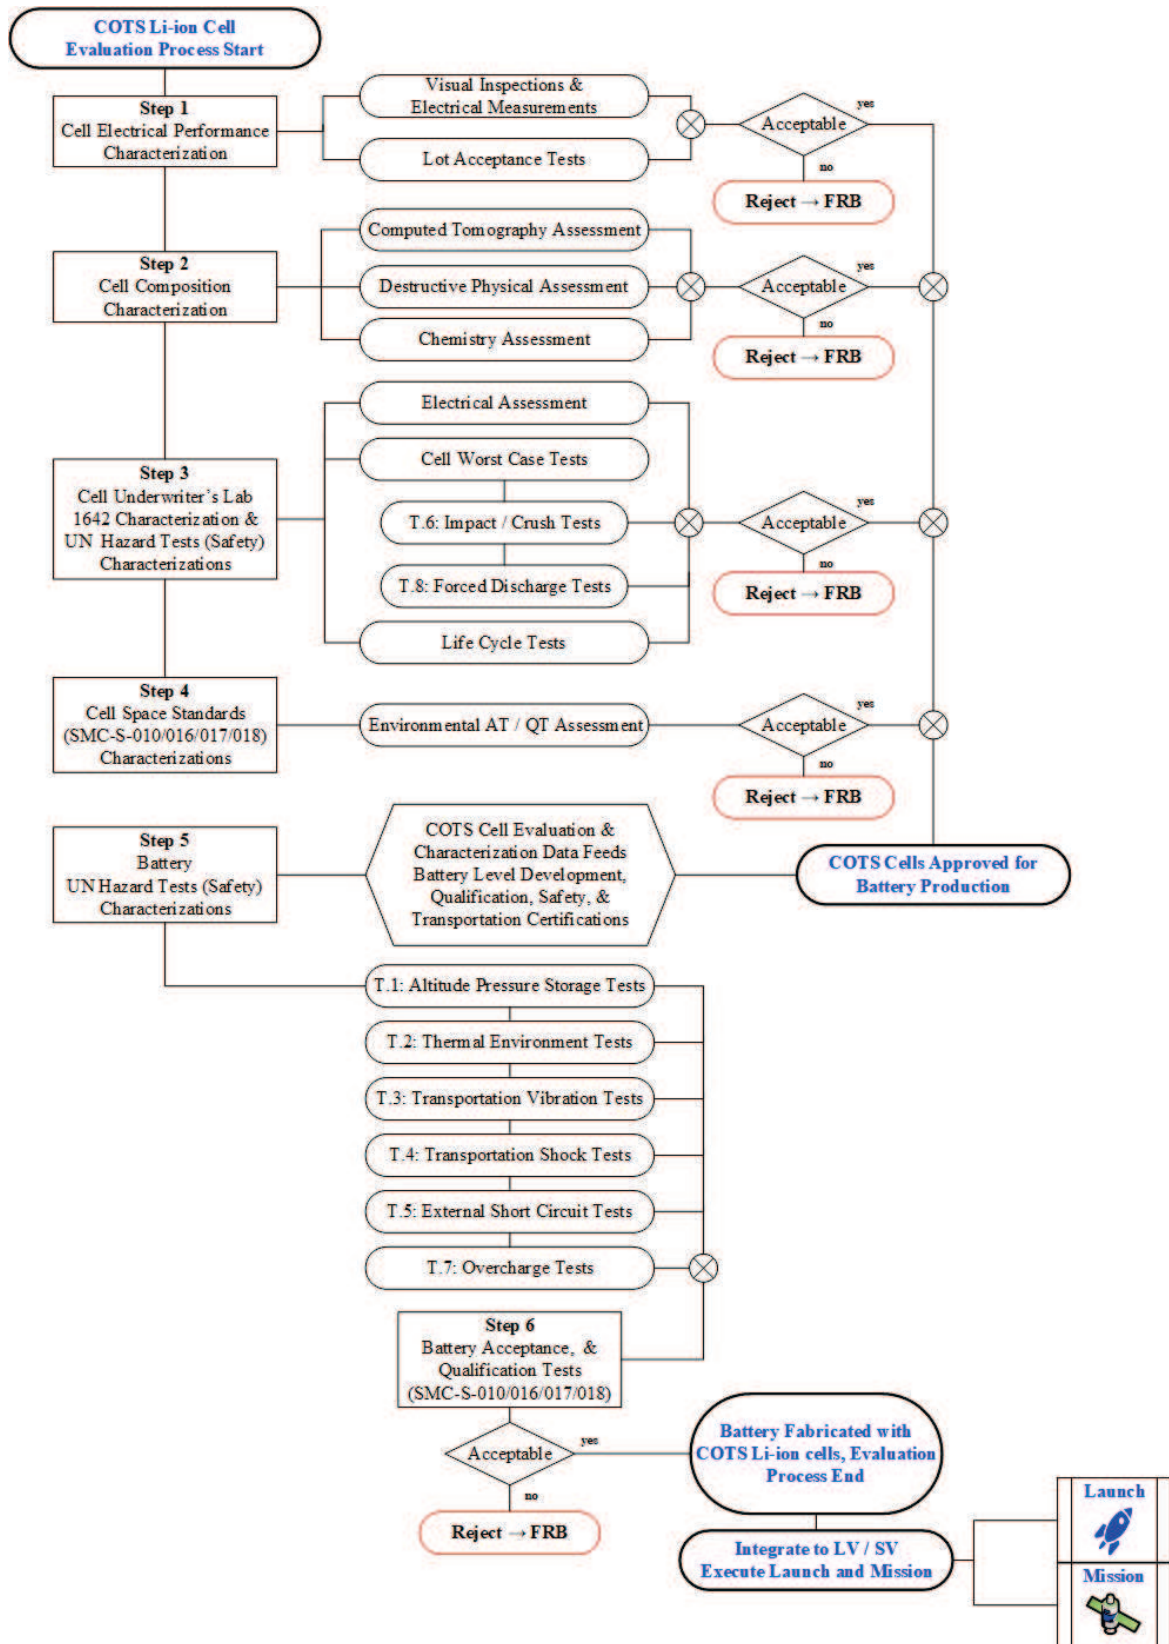 COTS Li-ion Cell
Evaluation Process Start
Step 1
Cell Electrical Performance
Characterization
Visual Inspections &
Electrical Measurements
Lot Acceptance Tests
Acceptable
yes
no
Reject → FRB
Step 2
Cell Composition
Characterization
Computed Tomography Assessment
Destructive Physical Assessment
Chemistry Assessment
Acceptable
yes
no
Reject → FRB
Step 3
Cell Underwriter's Lab
1642 Characterization &
UN Hazard Tests (Safety)
Characterizations
Electrical Assessment
Cell Worst Case Tests
T.6: Impact / Crush Tests
T.8: Forced Discharge Tests
Life Cycle Tests
Acceptable
yes
no
Reject → FRB
Step 4
Cell Space Standards
(SMC-S-010/016/017/018)
Characterizations
Environmental AT / QT Assessment
Acceptable
yes
no
Reject → FRB
Step 5
Battery
UN Hazard Tests (Safety)
Characterizations
COTS Cell Evaluation &
Characterization Data Feeds
Battery Level Development,
Qualification, Safety, &
Transportation Certifications
COTS Cells Approved for
Battery Production
T.1: Altitude Pressure Storage Tests
T.2: Thermal Environment Tests
T.3: Transportation Vibration Tests
T.4: Transportation Shock Tests
T.5: External Short Circuit Tests
T.7: Overcharge Tests
Step 6
Battery Acceptance, &
Qualification Tests
(SMC-S-010/016/017/018)
Acceptable
yes
no
Reject → FRB
Battery Fabricated with
COTS Li-ion cells, Evaluation
Process End
Integrate to LV / SV
Execute Launch and Mission
Launch
Mission